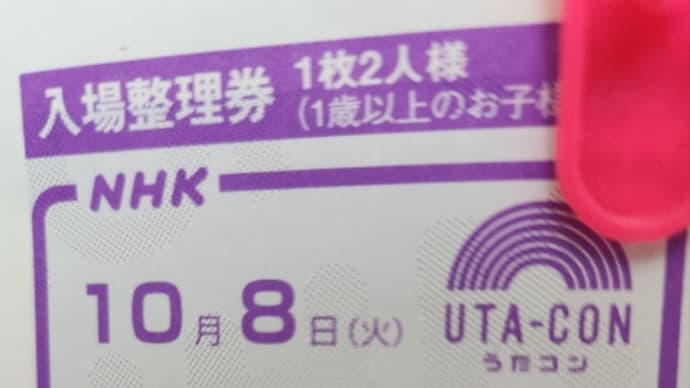 入場整理券 1枚2人様
(1歳以上のお子様
NHK
10月8日(火)
UTA-CON
うたコン